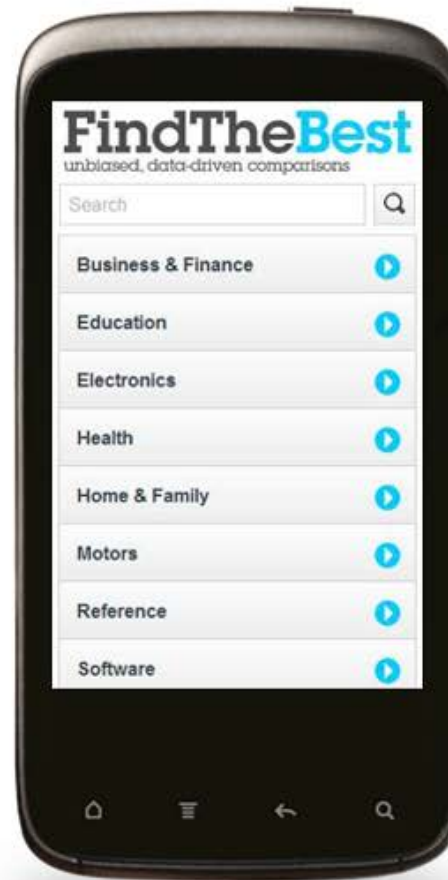 FindTheBest
unbiased, data-driven comparisons
Search
Business & Finance
Education
Electronics
Health
Home & Family
Motors
Reference
Software